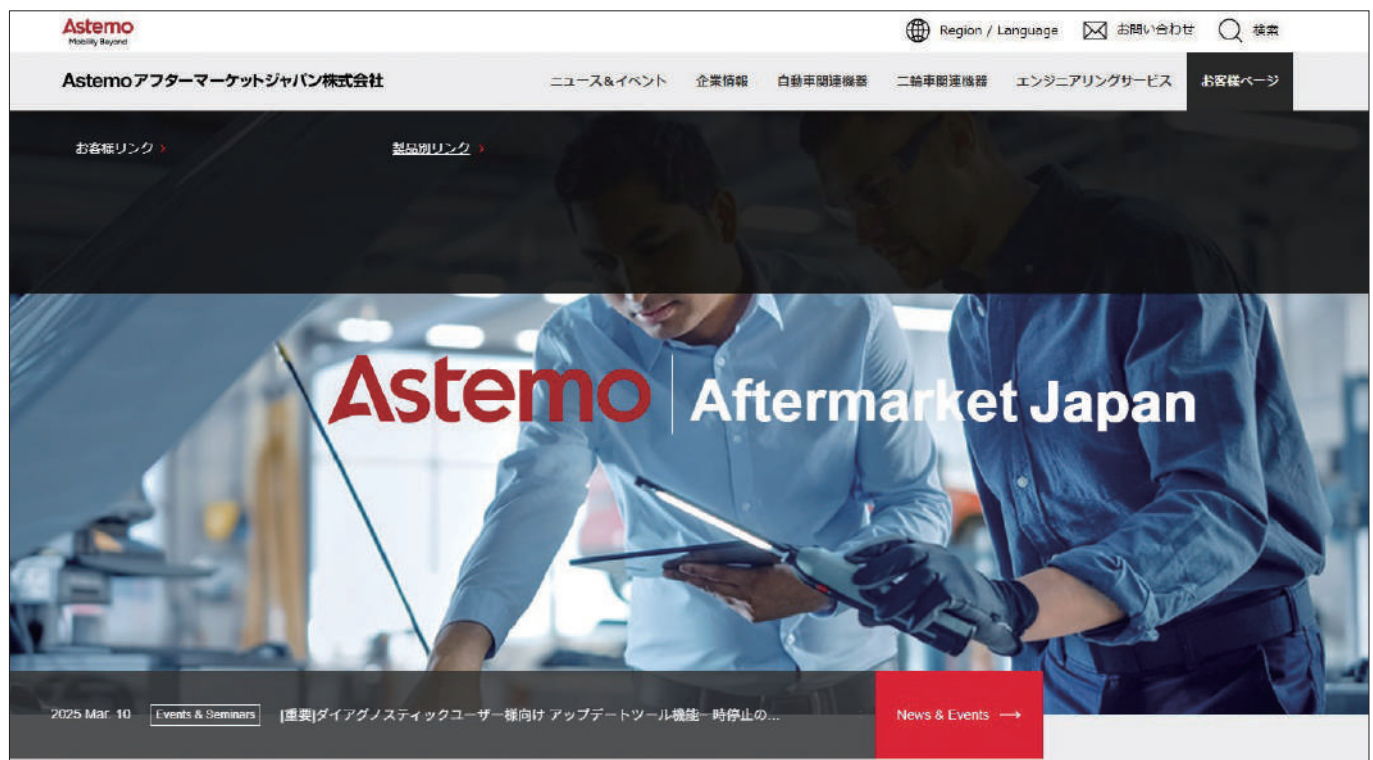 Astemo
Mobility Beyond
Region / Language お問い合わせ 検索
Astemoアフターマーケットジャパン株式会社
ニュース&イベント 企業情報 自動車関連機器 二輪車関連機器 エンジニアリングサービス お客様ページ
お客様リンク 製品別リンク
Astemo Aftermarket Japan
2025 Mar. 10 Events & Seminars [重要]ダイアグノスティックユーザー様向け アップデートツール機能一時停止の... News & Events →